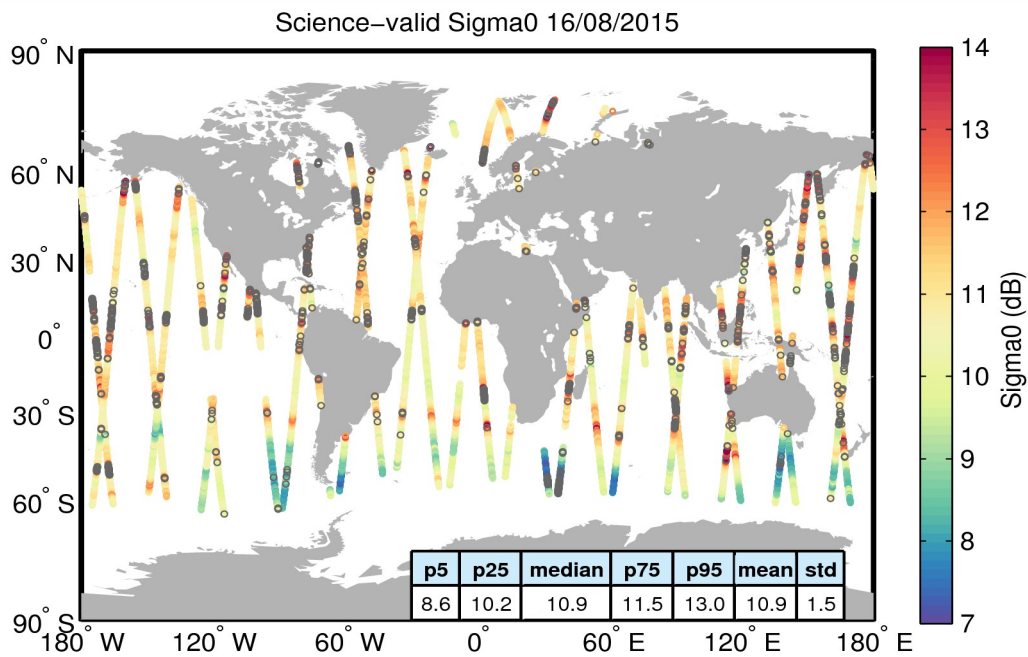 Science−valid Sigma0 16/08/2015
90° N
60° N
30° N
0°
30° S
60° S
90° S
180° W 120° W 60° W 0° 60° E 120° E 180° E
p5 p25 median p75 p95 mean std
8.6 10.2 10.9 11.5 13.0 10.9 1.5
14
13
12
11
10
9
8
7
Sigma0 (dB)